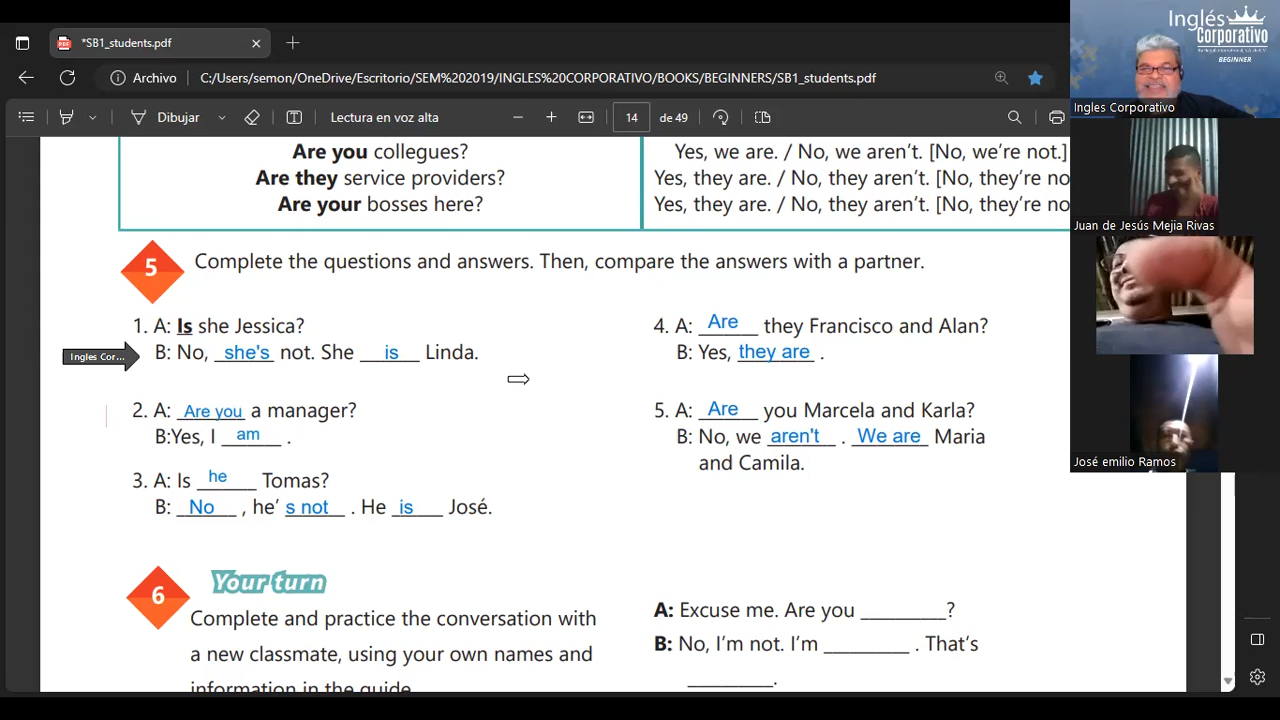 *SB1_students.pdf
Archivo
C:/Users/semon/OneDrive/Escritorio/SEM%202019/INGLES%20CORPORATIVO/BOOKS/BEGINNERS/SB1_students.pdf
Dibujar
Lectura en voz alta
14
de 49
Inglés
Corporativo
BEGINNER
Ingles Corporativo
Juan de Jesús Mejia Rivas
José emilio Ramos
Are you collegues?
Yes, we are. / No, we aren't. [No, we're not.]
Are they service providers?
Yes, they are. / No, they aren't. [No, they're no
Are your bosses here?
Yes, they are. / No, they aren't. [No, they're no
5
Complete the questions and answers. Then, compare the answers with a partner.
1. A: Is she Jessica?
Ingles Cor...
B: No, she's not. She is Linda.
2. A: Are you a manager?
B:Yes, I am .
3. A: Is he Tomas?
B: No , he' s not . He is José.
4. A: Are they Francisco and Alan?
B: Yes, they are .
5. A: Are you Marcela and Karla?
B: No, we aren't . We are Maria
and Camila.
6
Your turn
Complete and practice the conversation with
a new classmate, using your own names and
information in the guide.
A: Excuse me. Are you _________?
B: No, I'm not. I'm _________ . That's
_________.